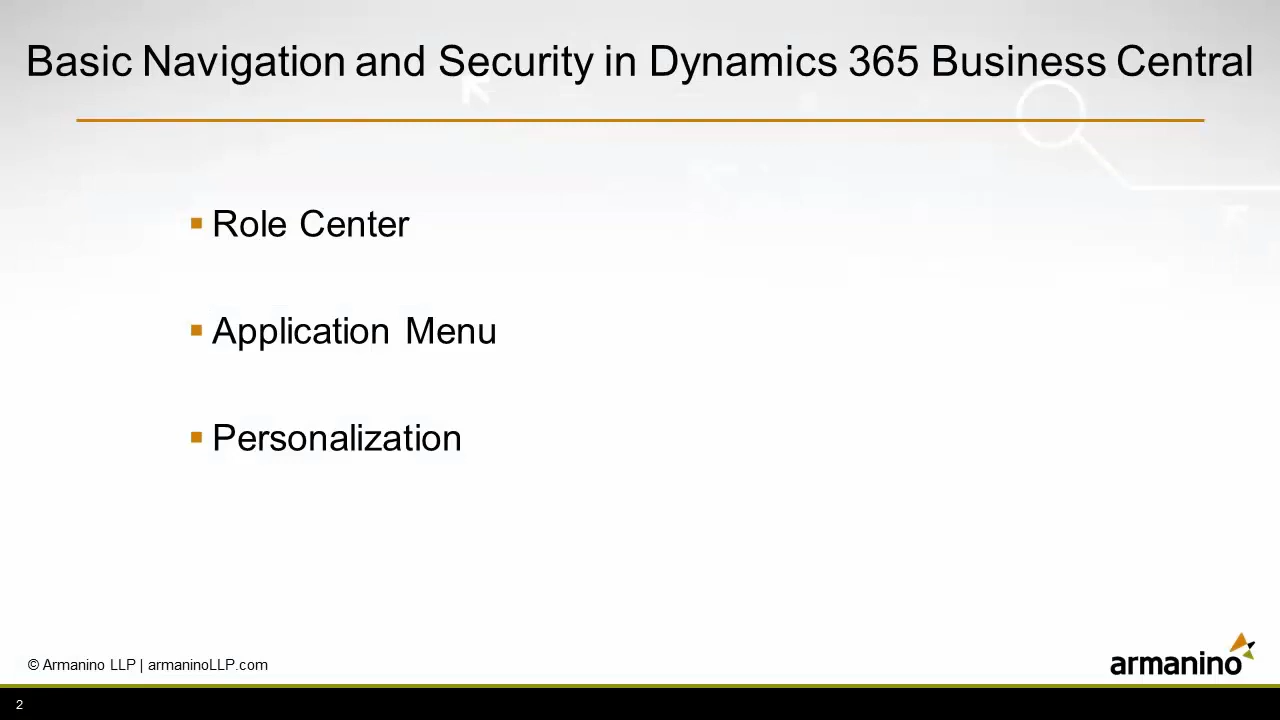 Basic Navigation and Security in Dynamics 365 Business Central
Role Center
Application Menu
Personalization
© Armanino LLP | armaninoLLP.com
armanino
2